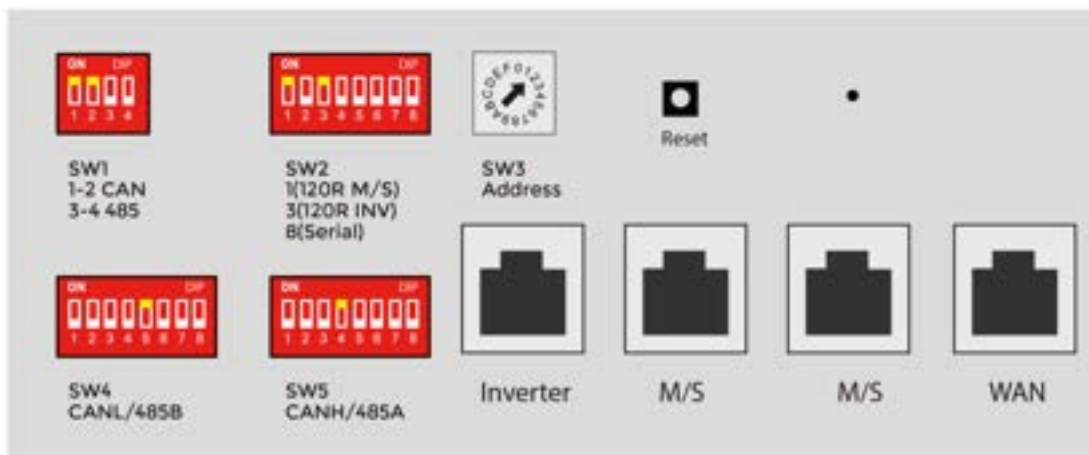 ON DIP
1 2 3 4
SW1
1-2 CAN
3-4 485
ON DIP
1 2 3 4 5 6 7 8
SW2
1(120R M/S)
3(120R INV)
8(Serial)
0123456789ABCDEF
SW3
Address
Reset
ON DIP
1 2 3 4 5 6 7 8
SW4
CANL/485B
ON DIP
1 2 3 4 5 6 7 8
SW5
CANH/485A
Inverter
M/S
M/S
WAN